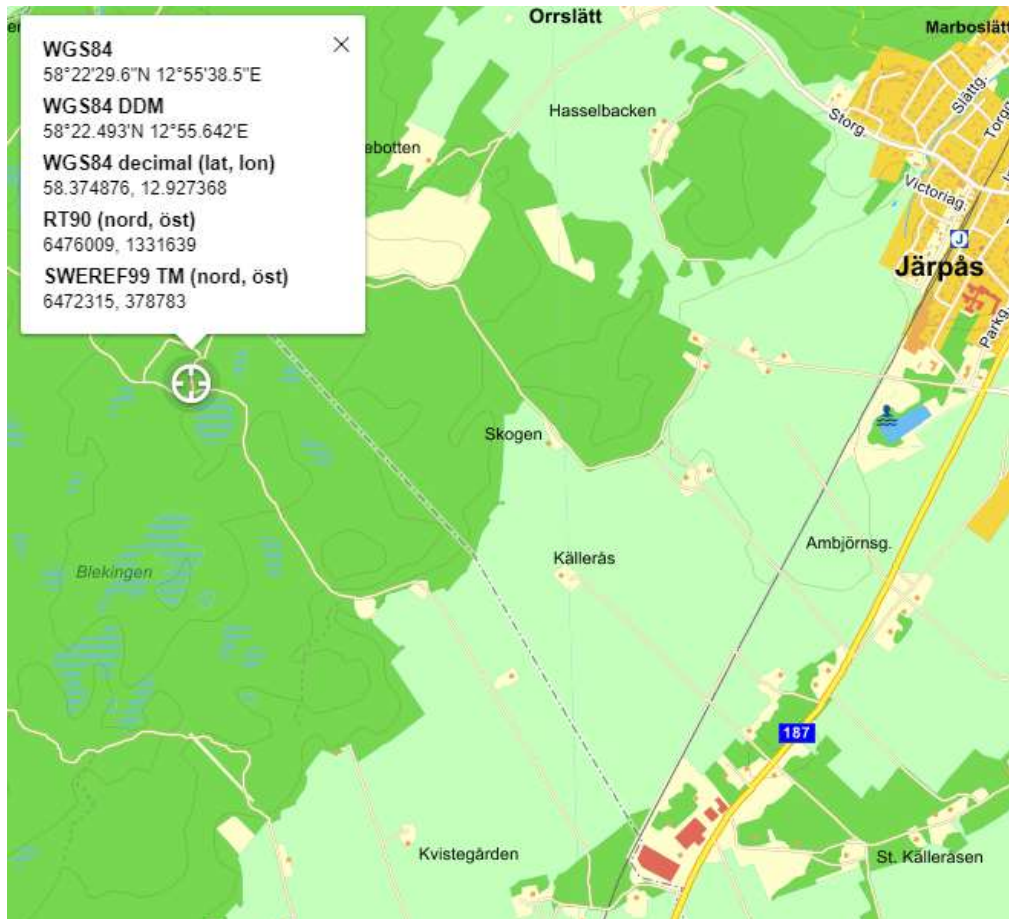 WGS84
58°22'29.6"N 12°55'38.5"E
WGS84 DDM
58°22.493'N 12°55.642'E
WGS84 decimal (lat, lon)
58.374876, 12.927368
RT90 (nord, öst)
6476009, 1331639
SWEREF99 TM (nord, öst)
6472315, 378783
Orrslätt
Marboslätt
Hasselbacken
ebotten
Storg.
Slättg.
Torgg
Victoriag.
J
Järpås
Parkg.
Skogen
Källerås
Ambjörnsg.
Blekingen
187
Kvistegården
St. Källeråsen